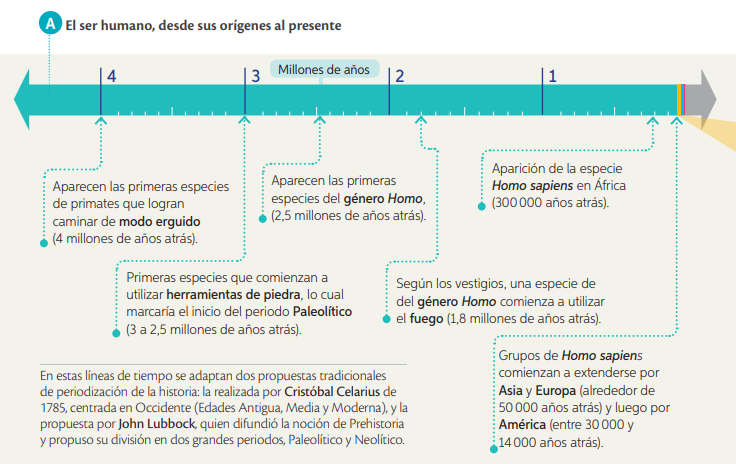 A El ser humano, desde sus orígenes al presente
Millones de años
4
3
2
1
Aparecen las primeras especies
de primates que logran
caminar de modo erguido
(4 millones de años atrás).
Aparecen las primeras
especies del género Homo,
(2,5 millones de años atrás).
Aparición de la especie
Homo sapiens en África
(300 000 años atrás).
Primeras especies que comienzan a
utilizar herramientas de piedra, lo cual
marcaría el inicio del periodo Paleolítico
(3 a 2,5 millones de años atrás).
Según los vestigios, una especie de
del género Homo comienza a utilizar
el fuego (1,8 millones de años atrás).
Grupos de Homo sapiens
comienzan a extenderse por
Asia y Europa (alrededor de
50 000 años atrás) y luego por
América (entre 30 000 y
14 000 años atrás).
En estas líneas de tiempo se adaptan dos propuestas tradicionales
de periodización de la historia: la realizada por Cristóbal Celarius de
1785, centrada en Occidente (Edades Antigua, Media y Moderna), y la
propuesta por John Lubbock, quien difundió la noción de Prehistoria
y propuso su división en dos grandes periodos, Paleolítico y Neolítico.